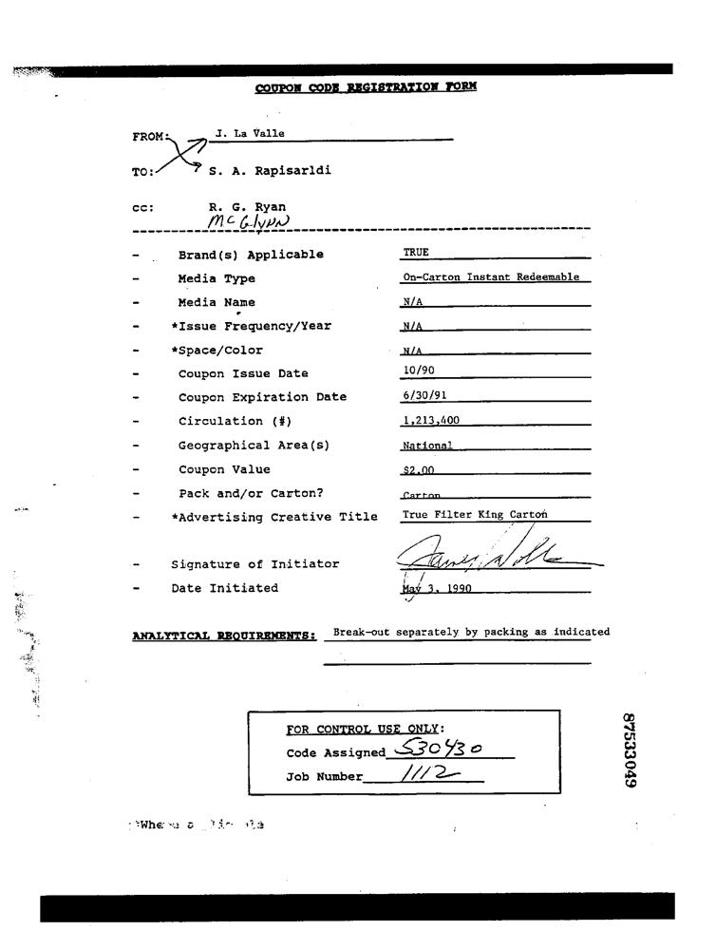 COUPON CODE REGISTRATION FORM
FROM: J. La Valle
TO: S. A. Rapisarldi
cc: R. G. Ryan
McGlynn
- Brand(s) Applicable TRUE
- Media Type On-Carton Instant Redeemable
- Media Name N/A
- *Issue Frequency/Year N/A
- *Space/Color N/A
- Coupon Issue Date 10/90
- Coupon Expiration Date 6/30/91
- Circulation (#) 1,213,400
- Geographical Area(s) National
- Coupon Value $2.00
- Pack and/or Carton? Carton
- *Advertising Creative Title True Filter King Carton
- Signature of Initiator
- Date Initiated May 3, 1990
ANALYTICAL REQUIREMENTS: Break-out separately by packing as indicated
FOR CONTROL USE ONLY:
Code Assigned 530430
Job Number 1112
87533049